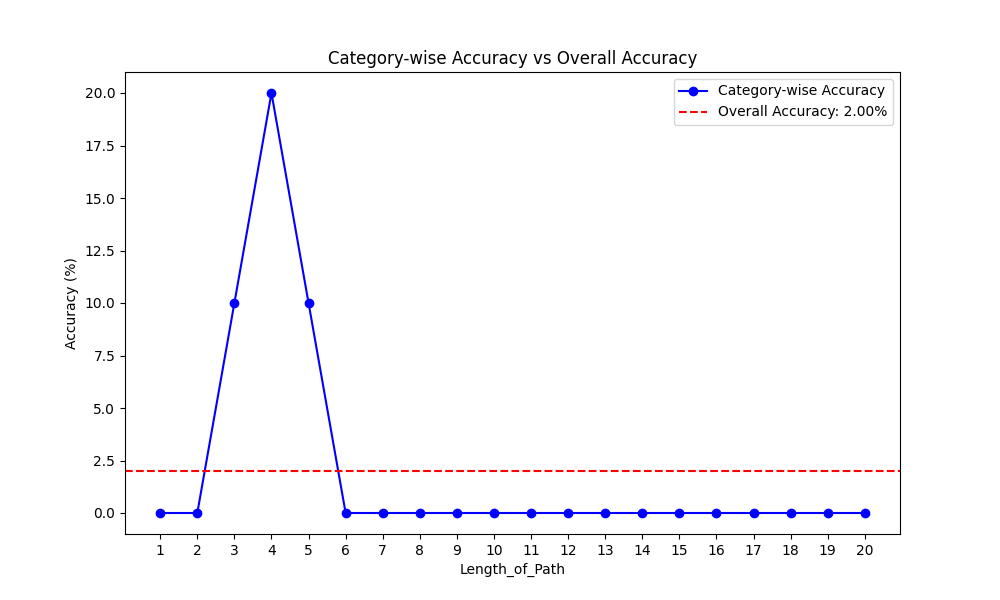 Category-wise Accuracy vs Overall Accuracy
Category-wise Accuracy
Overall Accuracy: 2.00%
Accuracy (%)
20.0
17.5
15.0
12.5
10.0
7.5
5.0
2.5
0.0
1 2 3 4 5 6 7 8 9 10 11 12 13 14 15 16 17 18 19 20
Length_of_Path